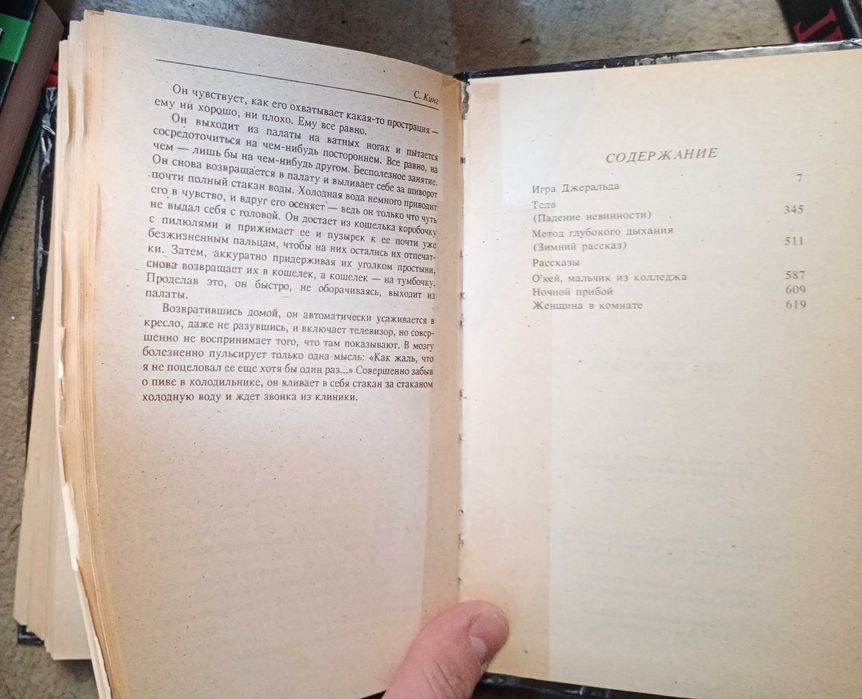 С. Кинг
Он чувствует, как его охватывает какая-то прострация —
ему ни хорошо, ни плохо. Ему все равно.
Он выходит из палаты на ватных ногах и пытается
сосредоточиться на чем-нибудь постороннем. Все равно, на
чем — лишь бы на чем-нибудь другом. Бесполезное занятие.
Он снова возвращается в палату и выливает себе за шиворот
почти полный стакан воды. Холодная вода немного приводит
его в чувство, и вдруг его осеняет — ведь он только что чуть
не выдал себя с головой. Он достает из кошелька коробочку
с пилюлями и прижимает ее и пузырек к ее почти уже
безжизненным пальцам, чтобы на них остались их отпечат-
ки. Затем, аккуратно придерживая их уголком простыни,
снова возвращает их в кошелек, а кошелек — на тумбочку.
Проделав это, он быстро, не оборачиваясь, выходит из
палаты.
Возвратившись домой, он автоматически усаживается в
кресло, даже не разувшись, и включает телевизор, но совер-
шенно не воспринимает того, что там показывают. В мозгу
болезненно пульсирует только одна мысль: «Как жаль, что
я не поцеловал ее еще хотя бы один раз...» Совершенно забыв
о пиве в холодильнике, он вливает в себя стакан за стаканом
холодную воду и ждет звонка из клиники.
СОДЕРЖАНИЕ
Игра Джеральда 7
Тело
(Падение невинности) 345
Метод глубокого дыхания
(Зимний рассказ) 511
Рассказы
О'кей, мальчик из колледжа 587
Ночной прибой 609
Женщина в комнате 619